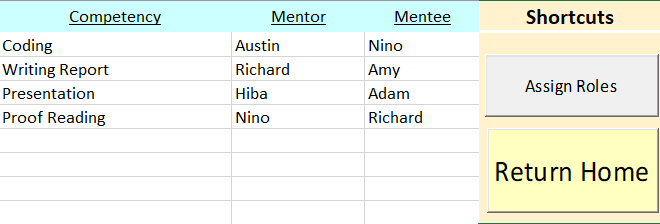 Competency Mentor Mentee Shortcuts
Coding Austin Nino
Writing Report Richard Amy
Presentation Hiba Adam
Proof Reading Nino Richard
Assign Roles
Return Home